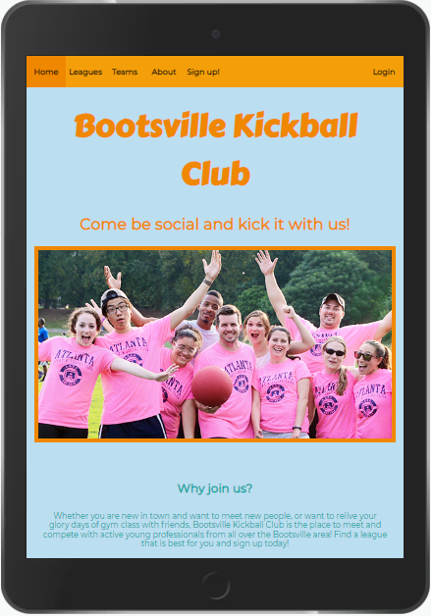 Home Leagues Teams About Sign up! Login
Bootsville Kickball
Club
Come be social and kick it with us!
ATLANTA
ATLANTA
ATLANTA
ATLANTA
ATLANTA
ATLANTA
Why join us?
Whether you are new in town and want to meet new people, or want to relive your
glory days of gym class with friends, Bootsville Kickball Club is the place to meet and
compete with active young professionals from all over the Bootsville area! Find a league
that is best for you and sign up today!